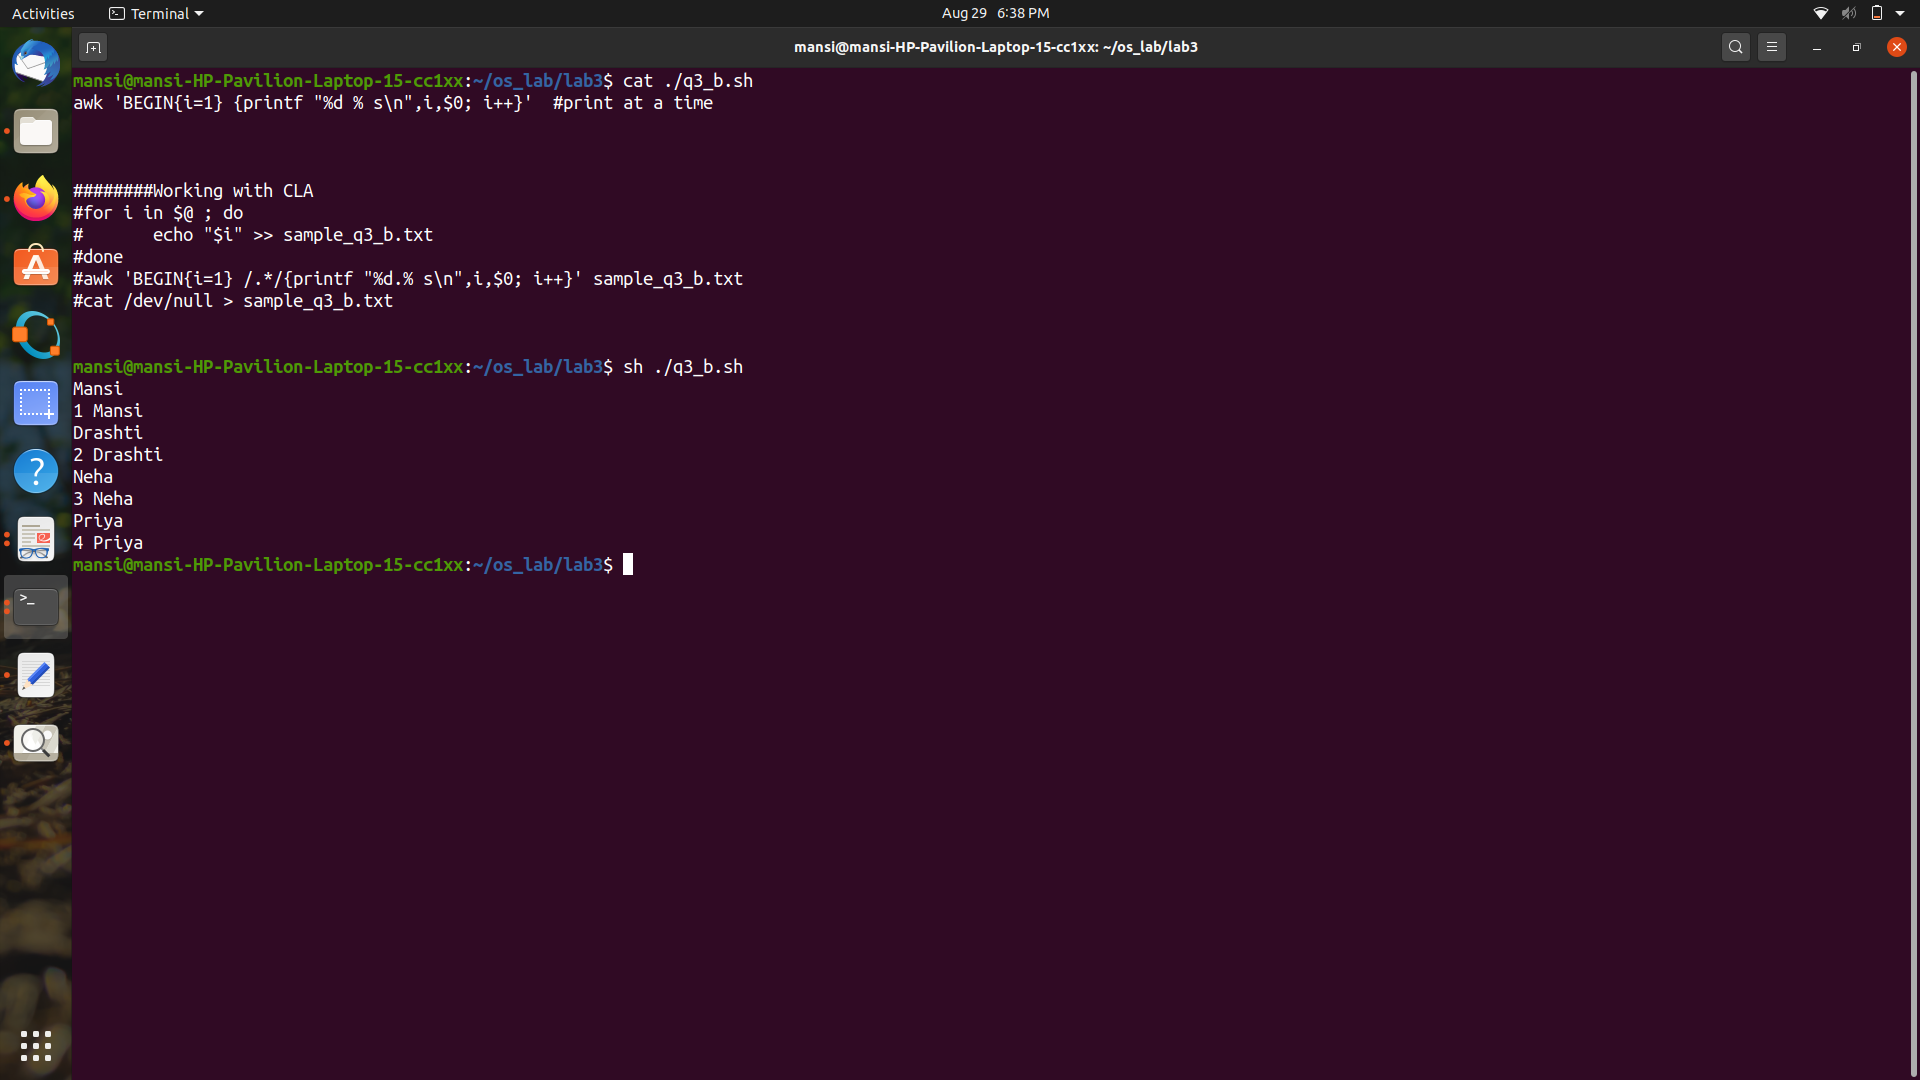 Activities
Terminal
Aug 29 6:38 PM
mansi@mansi-HP-Pavilion-Laptop-15-cc1xx: ~/os_lab/lab3
mansi@mansi-HP-Pavilion-Laptop-15-cc1xx:~/os_lab/lab3$ cat ./q3_b.sh
awk 'BEGIN{i=1} {printf "%d % s\n",i,$0; i++}'  #print at a time
########Working with CLA
#for i in $@ ; do
#       echo "$i" >> sample_q3_b.txt
#done
#awk 'BEGIN{i=1} /.*/{printf "%d.% s\n",i,$0; i++}' sample_q3_b.txt
#cat /dev/null > sample_q3_b.txt
mansi@mansi-HP-Pavilion-Laptop-15-cc1xx:~/os_lab/lab3$ sh ./q3_b.sh
Mansi
1 Mansi
Drashti
2 Drashti
Neha
3 Neha
Priya
4 Priya
mansi@mansi-HP-Pavilion-Laptop-15-cc1xx:~/os_lab/lab3$